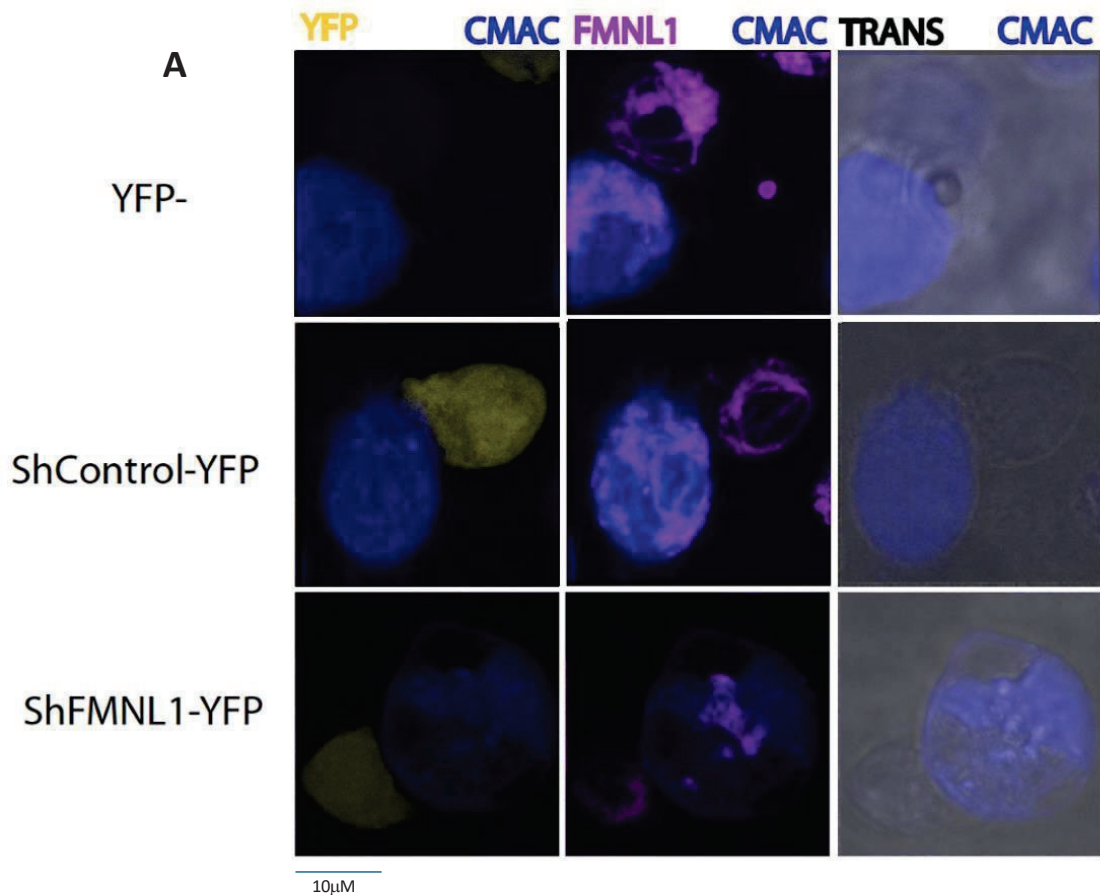 YFP CMAC FMNL1 CMAC TRANS CMAC
A
YFP-
ShControl-YFP
ShFMNL1-YFP
10μM